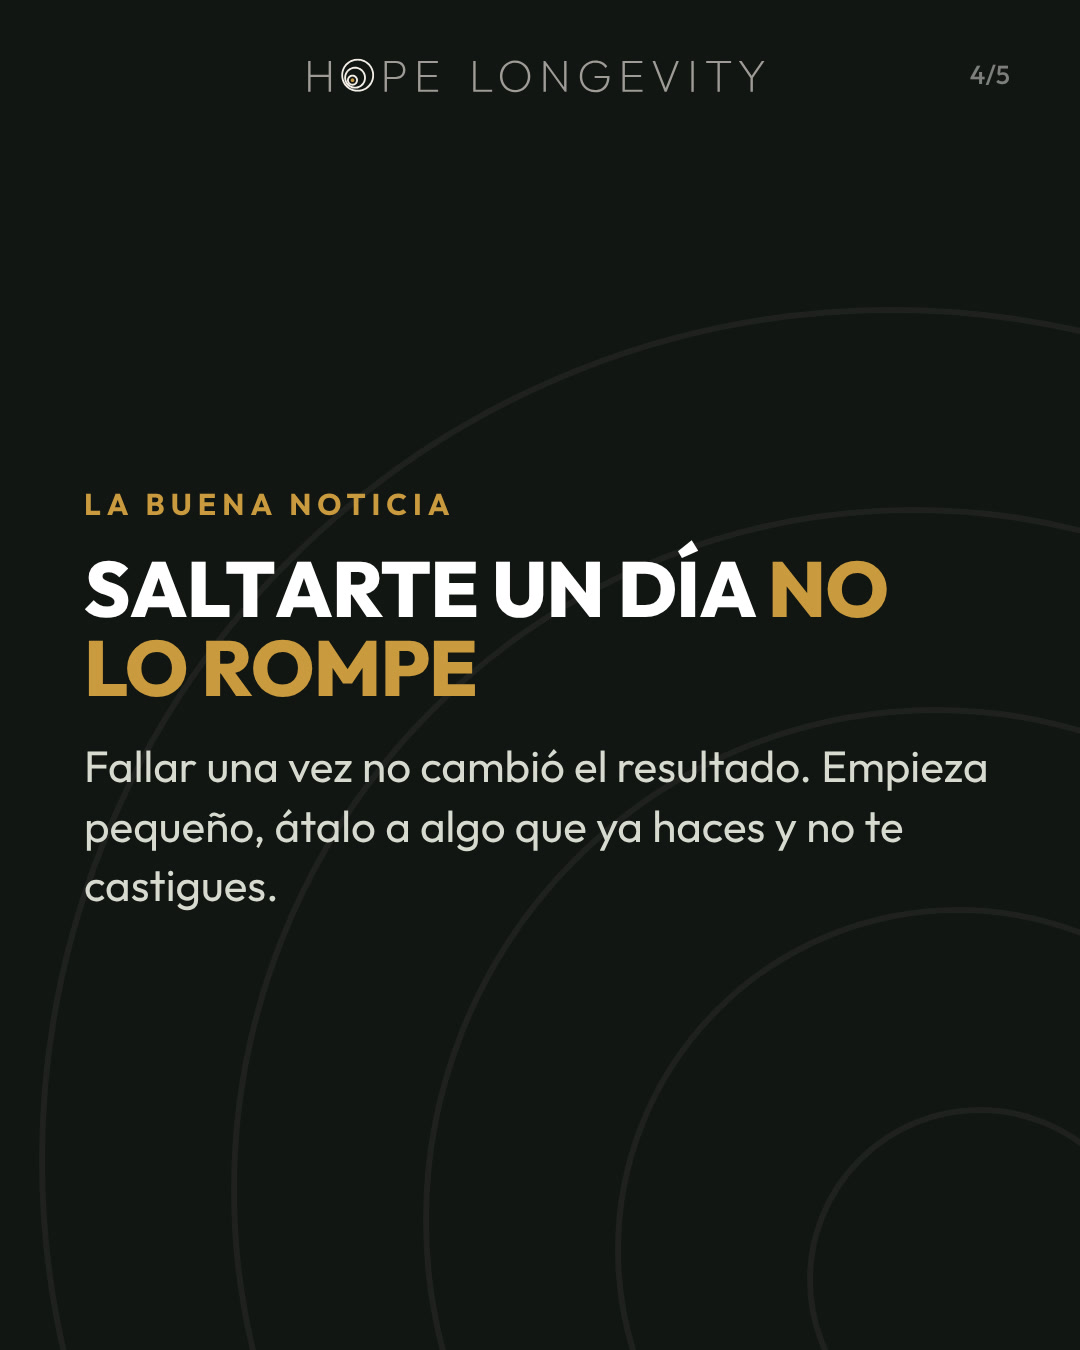 HOPE LONGEVITY
4/5
LA BUENA NOTICIA
SALTARTE UN DÍA NO
LO ROMPE
Fallar una vez no cambió el resultado. Empieza
pequeño, átalo a algo que ya haces y no te
castigues.